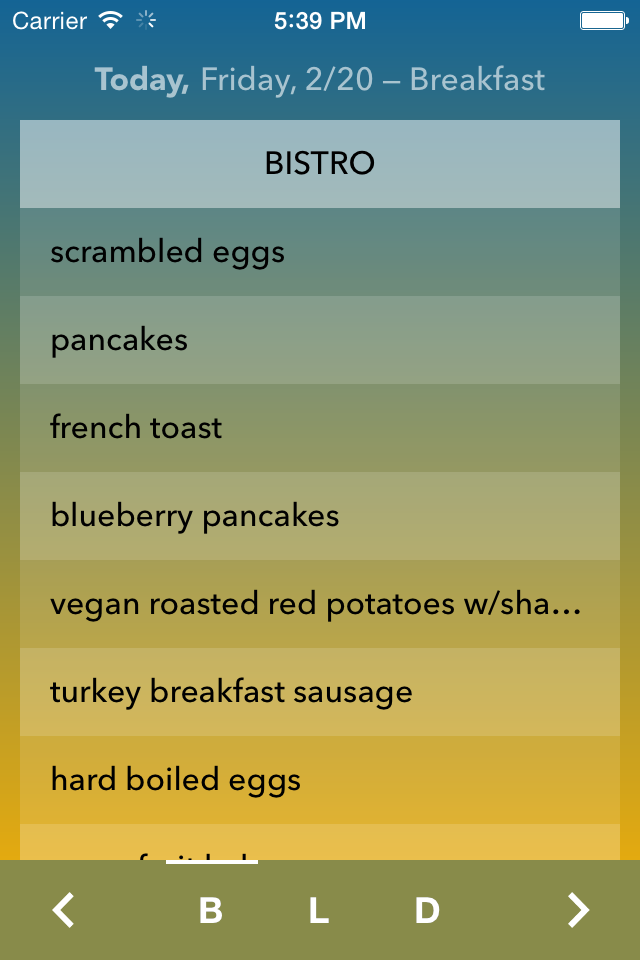 Carrier 5:39 PM
Today, Friday, 2/20 – Breakfast
BISTRO
scrambled eggs
pancakes
french toast
blueberry pancakes
vegan roasted red potatoes w/sha...
turkey breakfast sausage
hard boiled eggs
B L D